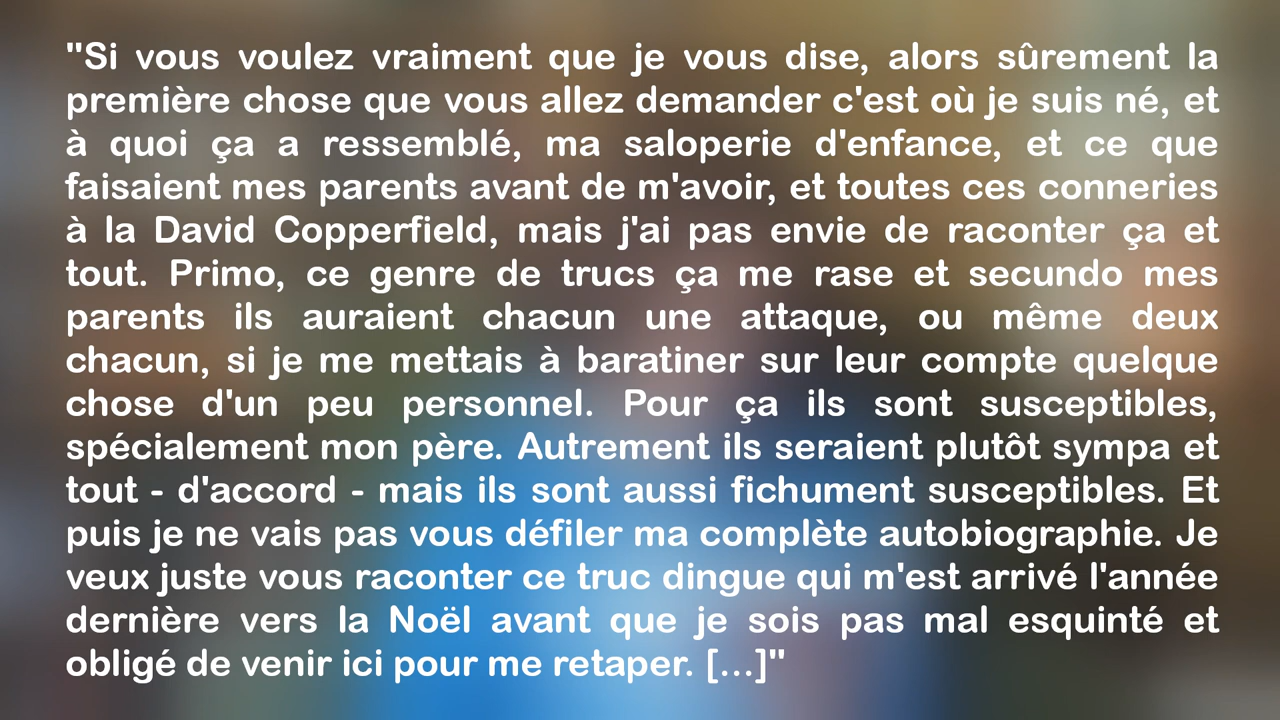 "Si vous voulez vraiment que je vous dise, alors sûrement la
première chose que vous allez demander c'est où je suis né, et
à quoi ça a ressemblé, ma saloperie d'enfance, et ce que
faisaient mes parents avant de m'avoir, et toutes ces conneries
à la David Copperfield, mais j'ai pas envie de raconter ça et
tout. Primo, ce genre de trucs ça me rase et secundo mes
parents ils auraient chacun une attaque, ou même deux
chacun, si je me mettais à baratiner sur leur compte quelque
chose d'un peu personnel. Pour ça ils sont susceptibles,
spécialement mon père. Autrement ils seraient plutôt sympa et
tout - d'accord - mais ils sont aussi fichument susceptibles. Et
puis je ne vais pas vous défiler ma complète autobiographie. Je
veux juste vous raconter ce truc dingue qui m'est arrivé l'année
dernière vers la Noël avant que je sois pas mal esquinté et
obligé de venir ici pour me retaper. [...]"